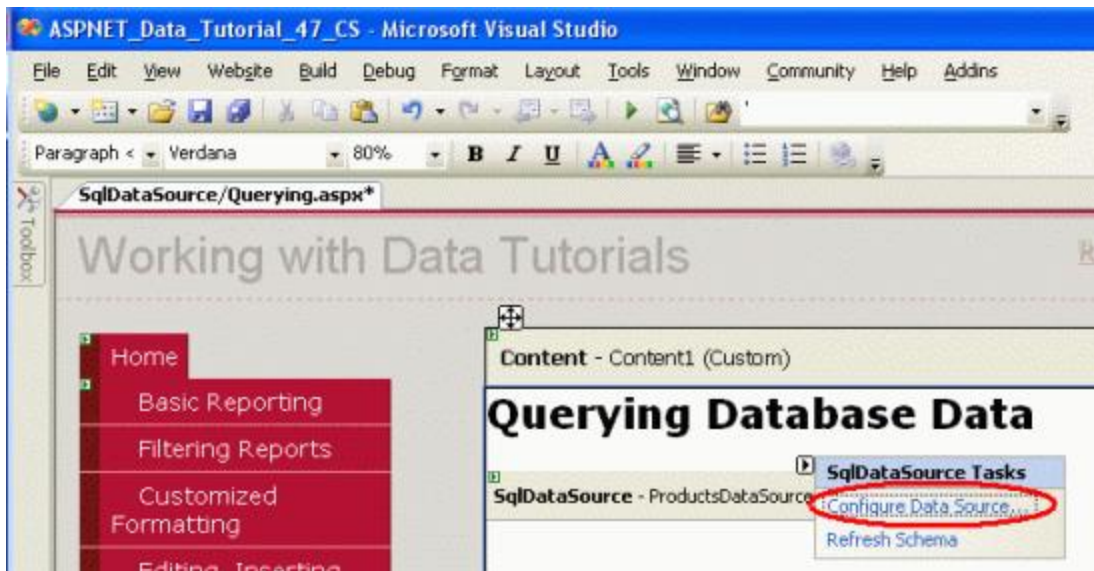 ASPNET_Data_Tutorial_47_CS - Microsoft Visual Studio
File Edit View Website Build Debug Format Layout Tools Window Community Help Addins
Paragraph < Verdana 80% B I U A
Toolbox
SqlDataSource/Querying.aspx*
Working with Data Tutorials
Home
Basic Reporting
Filtering Reports
Customized
Formatting
Editing, Inserting,
Content - Content1 (Custom)
Querying Database Data
SqlDataSource - ProductsDataSource
SqlDataSource Tasks
Configure Data Source...
Refresh Schema